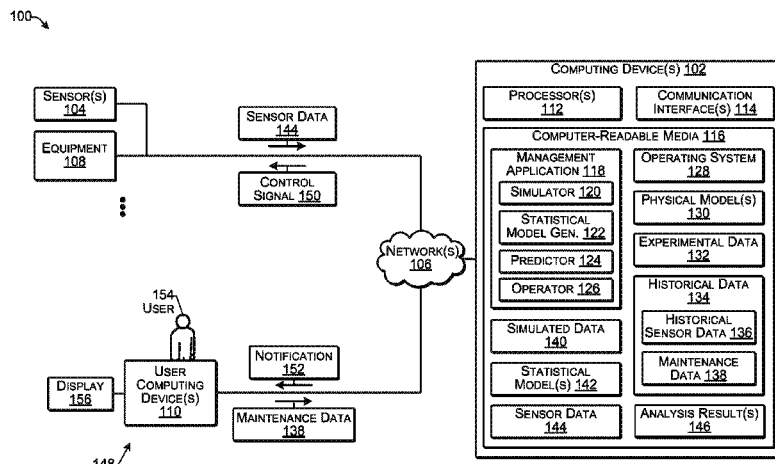 100
SENSOR(S)
104
EQUIPMENT
108
SENSOR DATA
144
CONTROL
SIGNAL 150
NETWORK(S)
106
154
USER
DISPLAY
156
USER
COMPUTING
DEVICE(S)
110
NOTIFICATION
152
MAINTENANCE DATA
138
148
COMPUTING DEVICE(S) 102
PROCESSOR(S)
112
COMMUNICATION
INTERFACE(S) 114
COMPUTER-READABLE MEDIA 116
MANAGEMENT
APPLICATION
118
SIMULATOR 120
STATISTICAL
MODEL GEN. 122
PREDICTOR 124
OPERATOR 126
SIMULATED DATA
140
STATISTICAL
MODEL(S) 142
SENSOR DATA
144
OPERATING SYSTEM
128
PHYSICAL MODEL(S)
130
EXPERIMENTAL DATA
132
HISTORICAL DATA
134
HISTORICAL
SENSOR DATA 136
MAINTENANCE
DATA 138
ANALYSIS RESULT(S)
146